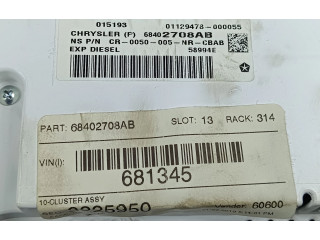 015193 01129478-000055
CHRYSLER (P) 68402708AB
NS P/N CR-0050-005-NR-CBAB
EXP DIESEL 58994E
PART: 68402708AB SLOT: 13 RACK: 314
VIN(I):
681345
10-CLUSTER ASSY
60600